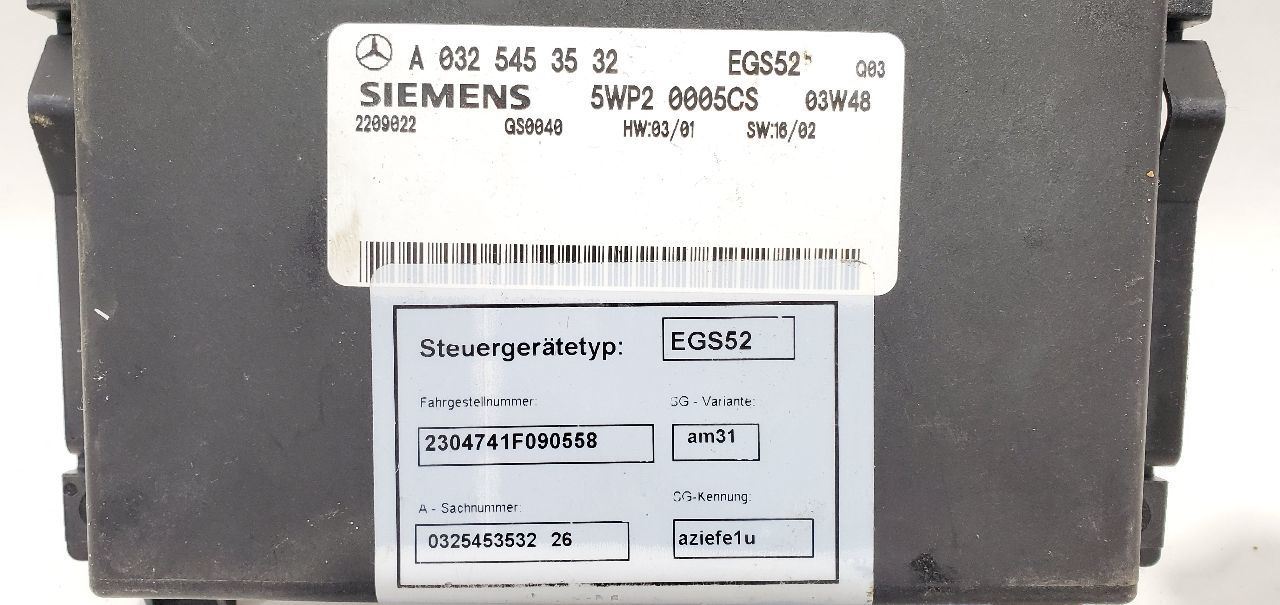 A 032 545 35 32 EGS52 Q03
SIEMENS 5WP2 0005CS 03W48
2209022 GS0040 HW:03/01 SW:16/02
Steuergerätetyp: EGS52
Fahrgestellnummer: SG - Variante:
2304741F090558 am31
A - Sachnummer: SG-Kennung:
0325453532 26 aziefe1u